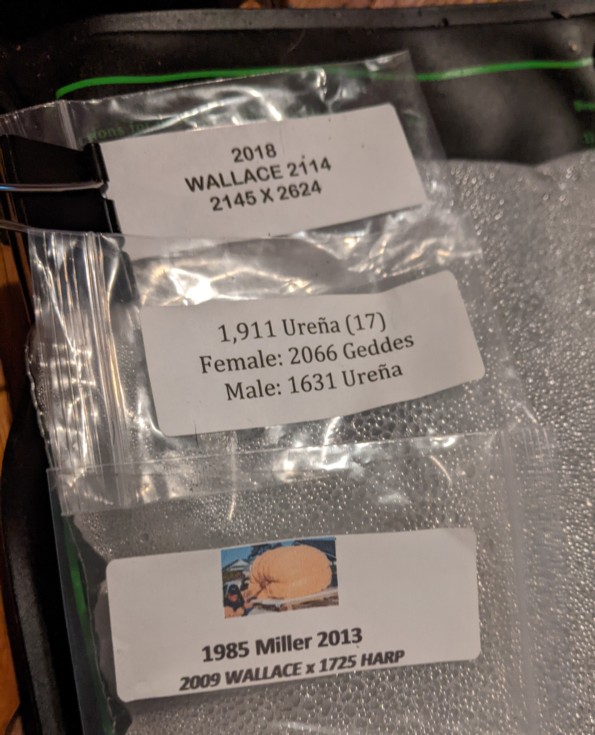 2018
WALLACE 2114
2145 X 2624
1,911 Ureña (17)
Female: 2066 Geddes
Male: 1631 Ureña
1985 Miller 2013
2009 WALLACE x 1725 HARP